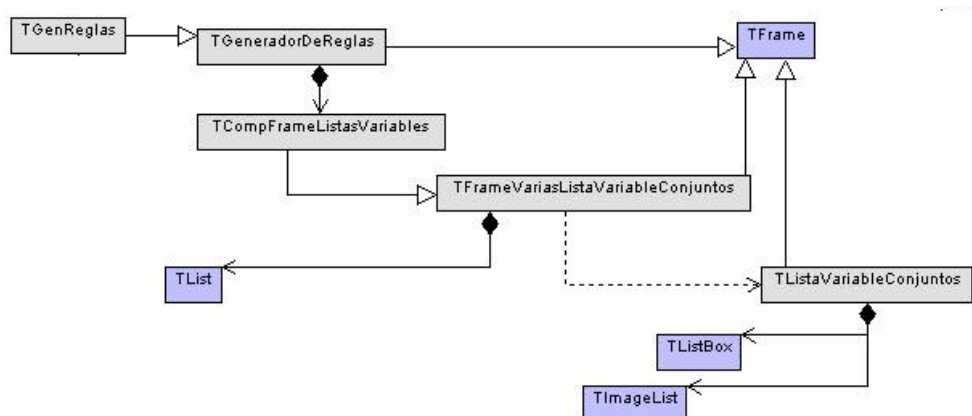 TGenReglas
TGeneradorDeReglas
TFrame
TCompFrameListasVariables
TFrameVariasListaVariableConjuntos
TList
TListaVariableConjuntos
TListBox
TImageList